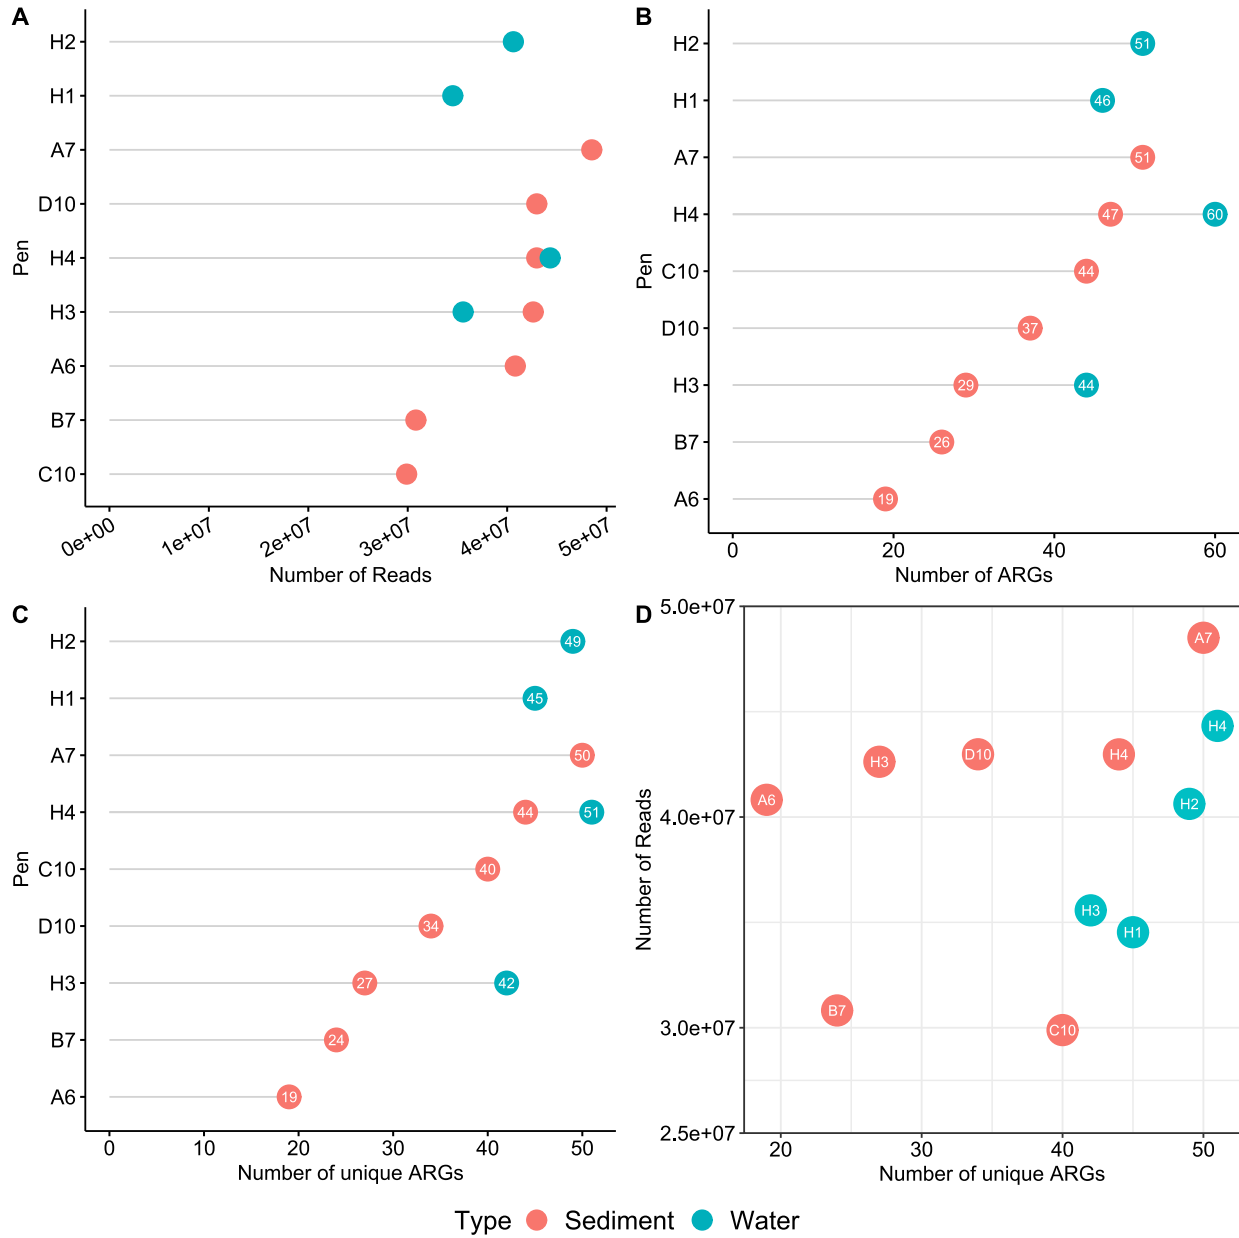 A
H2
H1
A7
D10
H4
H3
A6
B7
C10
Pen
0e+00 1e+07 2e+07 3e+07 4e+07 5e+07
Number of Reads
B
H2 51
H1 46
A7 51
H4 47 60
C10 44
D10 37
H3 29 44
B7 26
A6 19
Pen
0 20 40 60
Number of ARGs
C
H2 49
H1 45
A7 50
H4 44 51
C10 40
D10 34
H3 27 42
B7 24
A6 19
Pen
0 10 20 30 40 50
Number of unique ARGs
D
5.0e+07
4.0e+07
3.0e+07
2.5e+07
Number of Reads
A7
H4
H3 D10 H4
A6 H2
H3
H1
B7
C10
20 30 40 50
Number of unique ARGs
Type Sediment Water